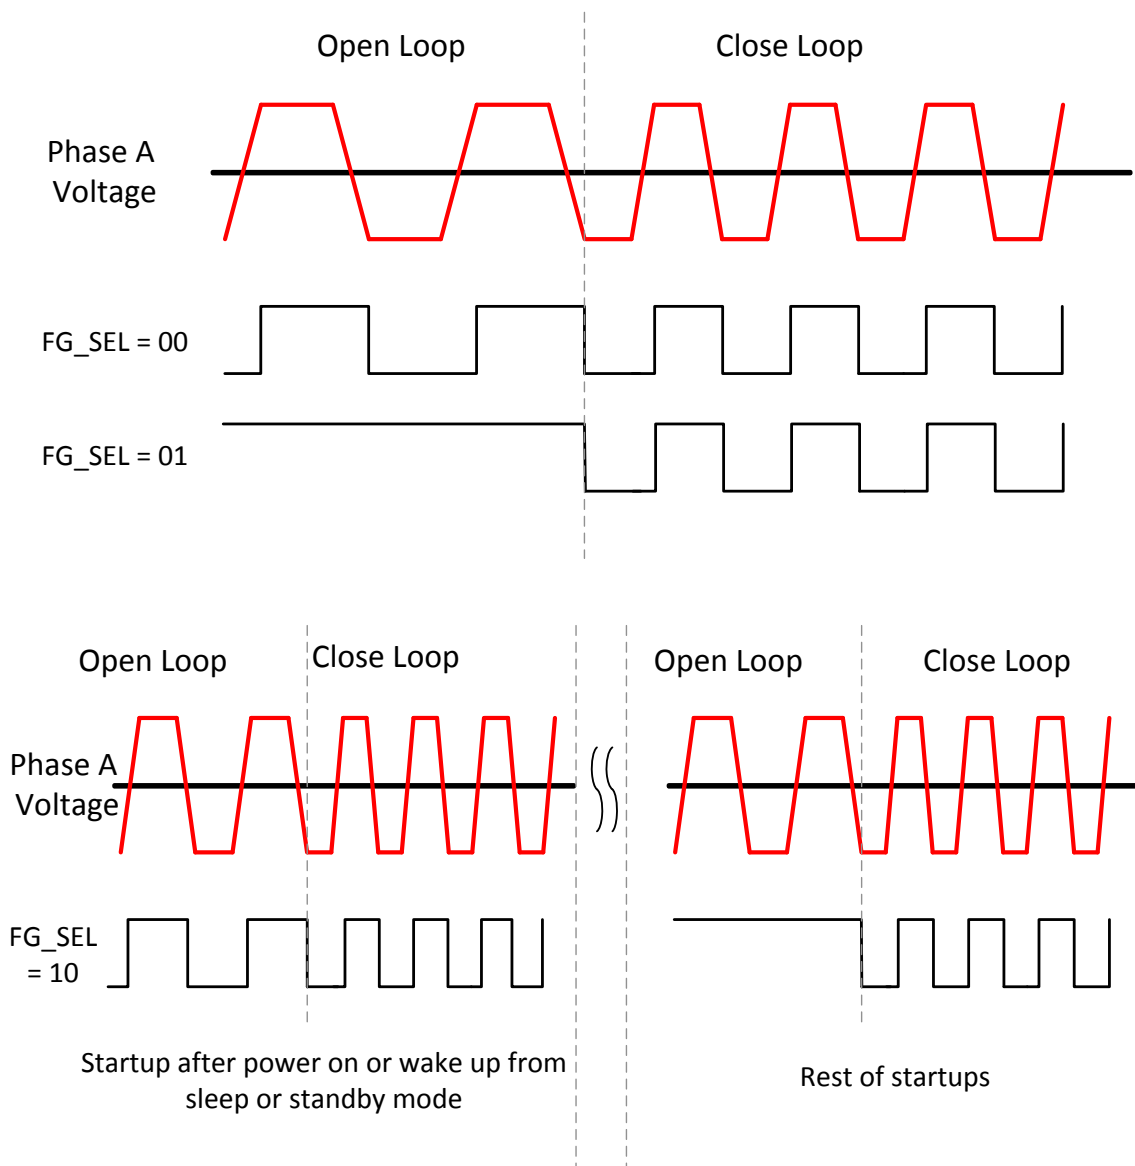 Open Loop
Close Loop
Phase A
Voltage
FG_SEL = 00
FG_SEL = 01
Open Loop
Close Loop
Open Loop
Close Loop
Phase A
Voltage
FG_SEL
= 10
Startup after power on or wake up from
sleep or standby mode
Rest of startups